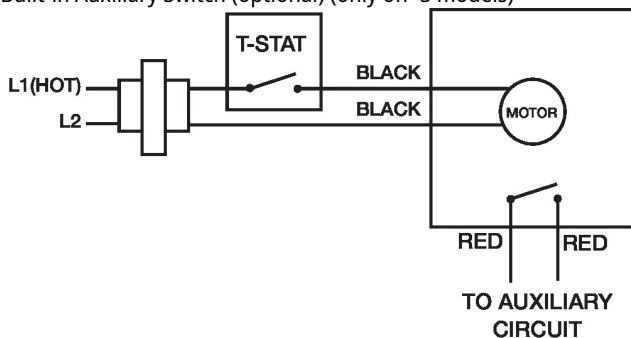 Built-in Auxiliary Switch (optional) (only on -S models)
T-STAT
L1(HOT)
BLACK
L2
BLACK
MOTOR
RED
RED
TO AUXILIARY
CIRCUIT